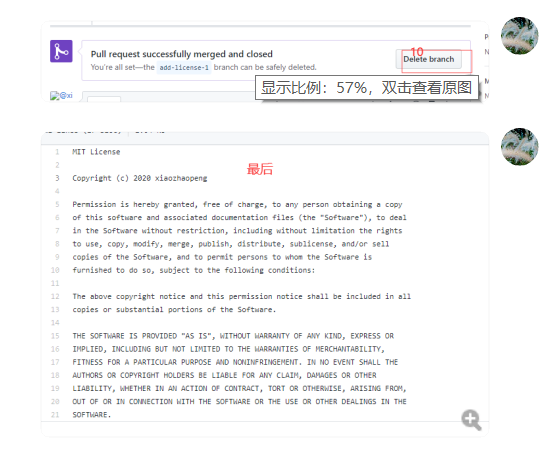 Pull request successfully merged and closed
You're all set—the add-license-1 branch can be safely deleted.
10
Delete branch
显示比例：57%，双击查看原图
@xi
最后
1 MIT License
2
3 Copyright (c) 2020 xiaozhaopeng
4
5 Permission is hereby granted, free of charge, to any person obtaining a copy
6 of this software and associated documentation files (the "Software"), to deal
7 in the Software without restriction, including without limitation the rights
8 to use, copy, modify, merge, publish, distribute, sublicense, and/or sell
9 copies of the Software, and to permit persons to whom the Software is
10 furnished to do so, subject to the following conditions:
11
12 The above copyright notice and this permission notice shall be included in all
13 copies or substantial portions of the Software.
14
15 THE SOFTWARE IS PROVIDED "AS IS", WITHOUT WARRANTY OF ANY KIND, EXPRESS OR
16 IMPLIED, INCLUDING BUT NOT LIMITED TO THE WARRANTIES OF MERCHANTABILITY,
17 FITNESS FOR A PARTICULAR PURPOSE AND NONINFRINGEMENT. IN NO EVENT SHALL THE
18 AUTHORS OR COPYRIGHT HOLDERS BE LIABLE FOR ANY CLAIM, DAMAGES OR OTHER
19 LIABILITY, WHETHER IN AN ACTION OF CONTRACT, TORT OR OTHERWISE, ARISING FROM,
20 OUT OF OR IN CONNECTION WITH THE SOFTWARE OR THE USE OR OTHER DEALINGS IN THE
21 SOFTWARE.